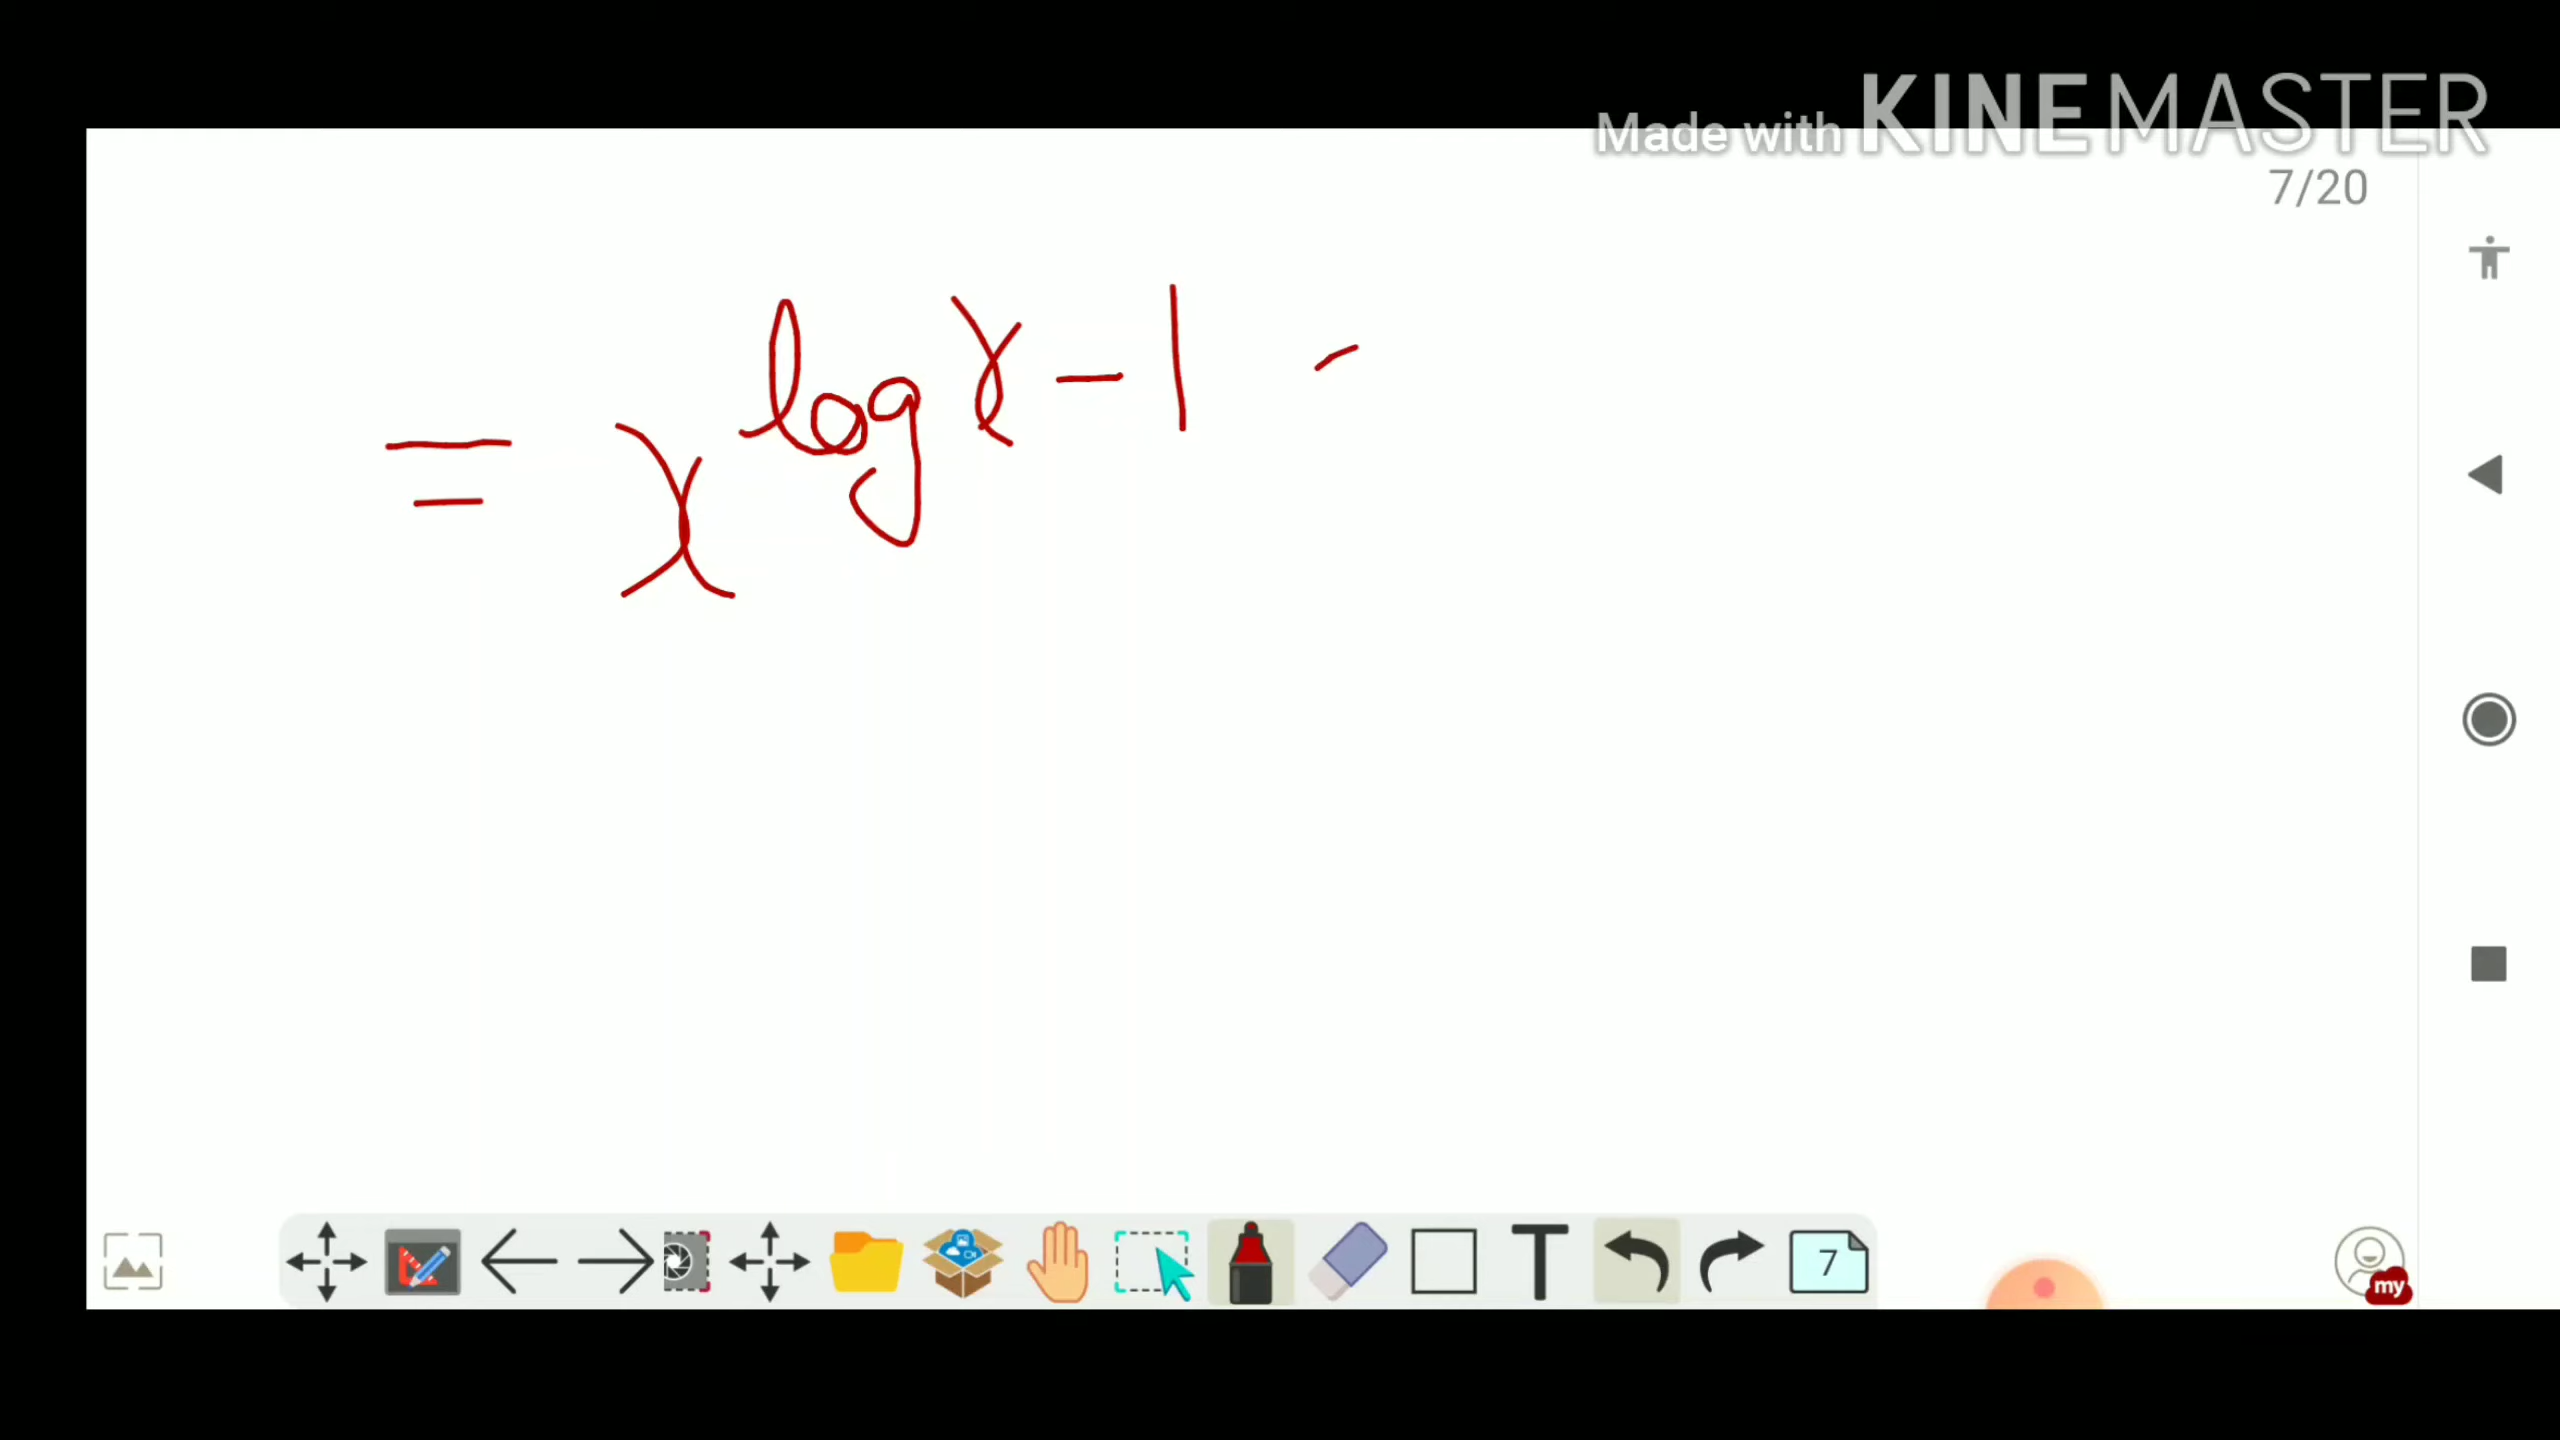 Made with KINEMASTER
7/20
= x^{log x - 1} -
T
7
my